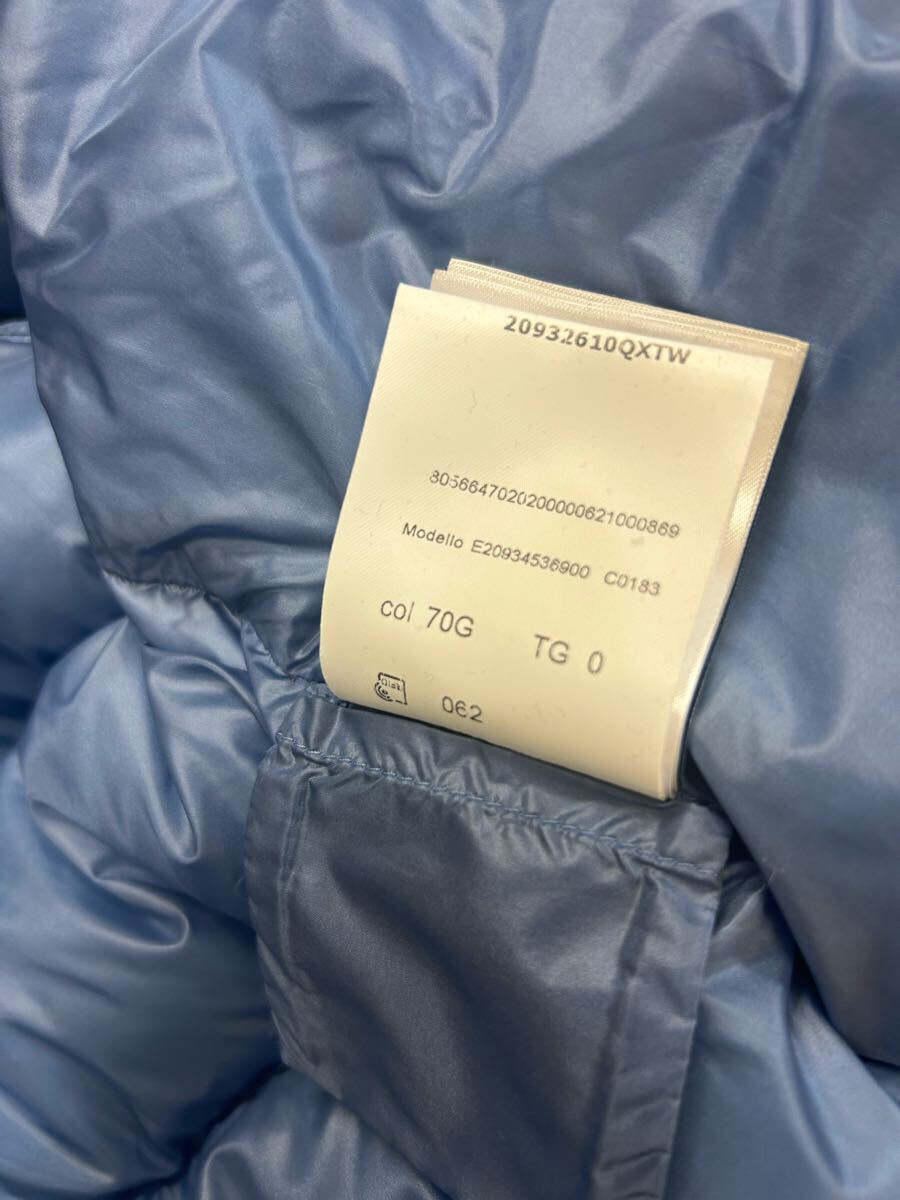 20932610QXTW
8056647020200000621000869
Modello E20934536900 C0183
col 70G TG 0
062